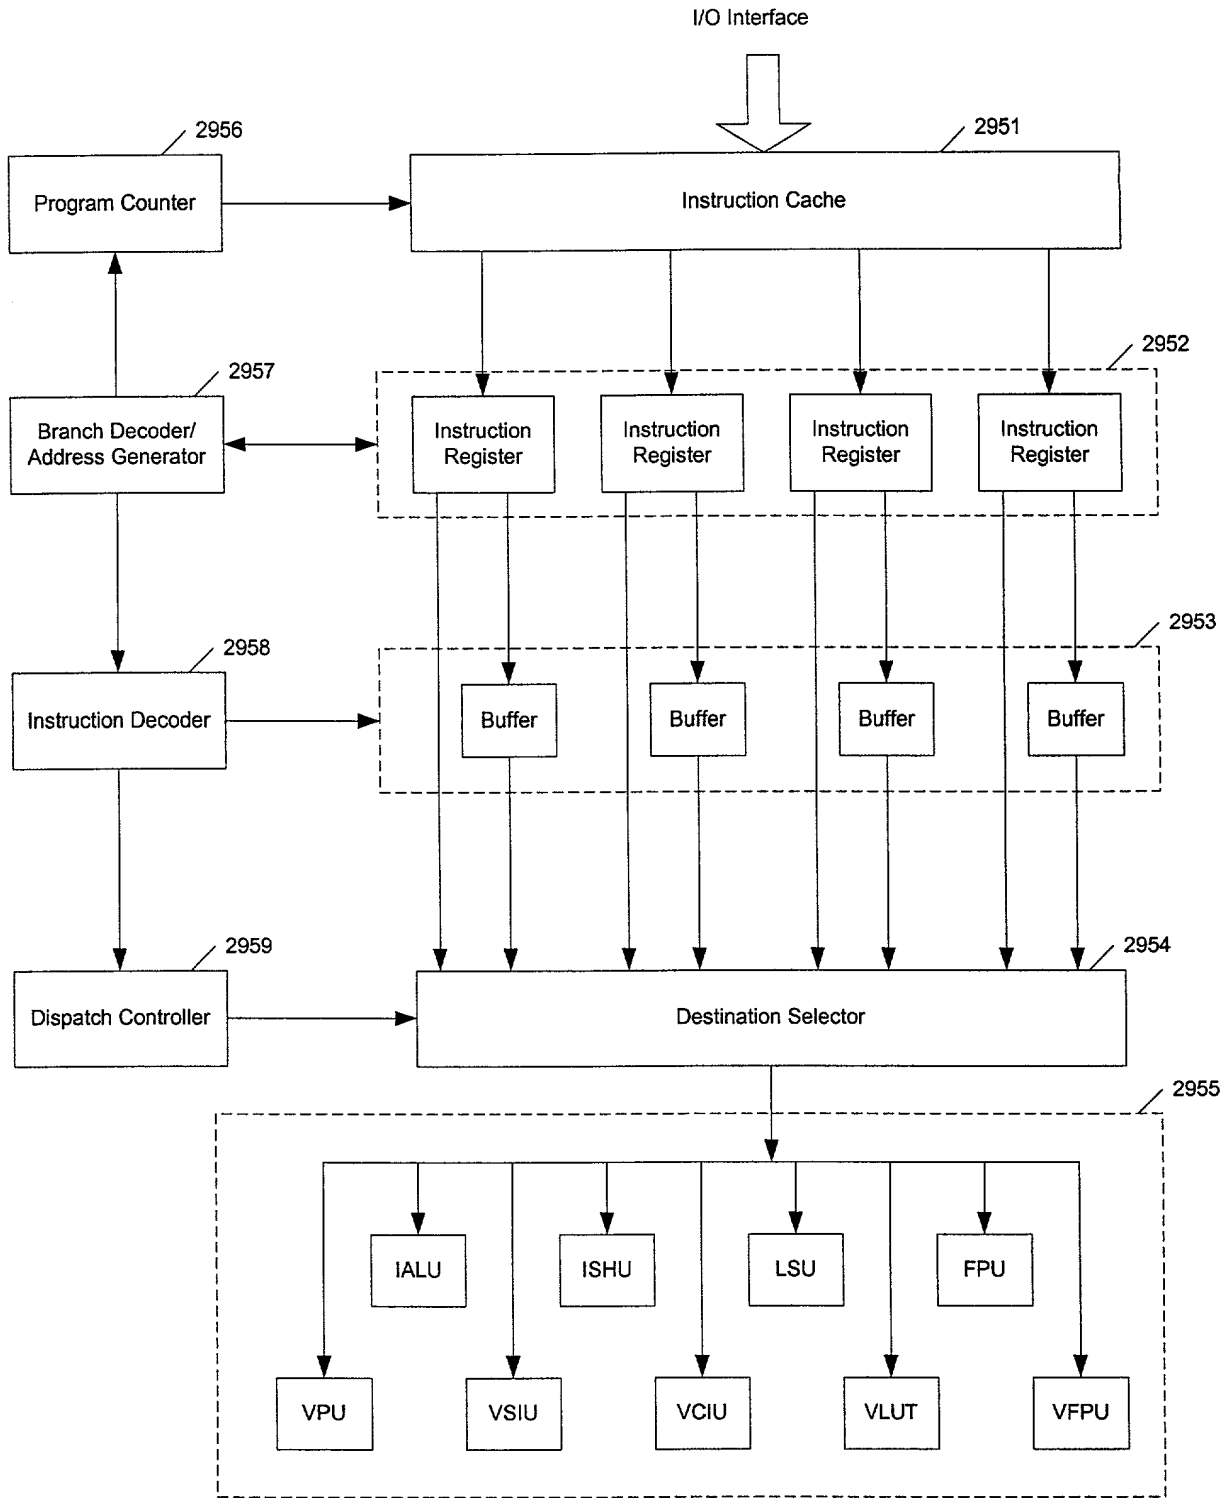 I/O Interface
2956
2951
Program Counter
Instruction Cache
2952
2957
Branch Decoder/
Address Generator
Instruction
Register
Instruction
Register
Instruction
Register
Instruction
Register
2953
2958
Instruction Decoder
Buffer
Buffer
Buffer
Buffer
2959
2954
Dispatch Controller
Destination Selector
2955
IALU
ISHU
LSU
FPU
VPU
VSIU
VCIU
VLUT
VFPU